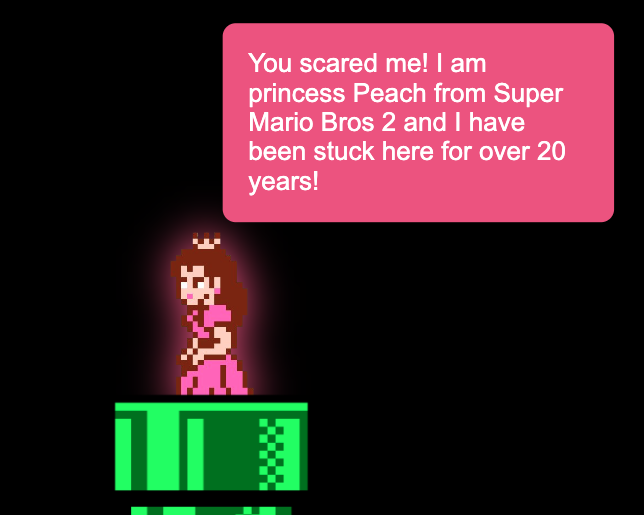 You scared me! I am
princess Peach from Super
Mario Bros 2 and I have
been stuck here for over 20
years!